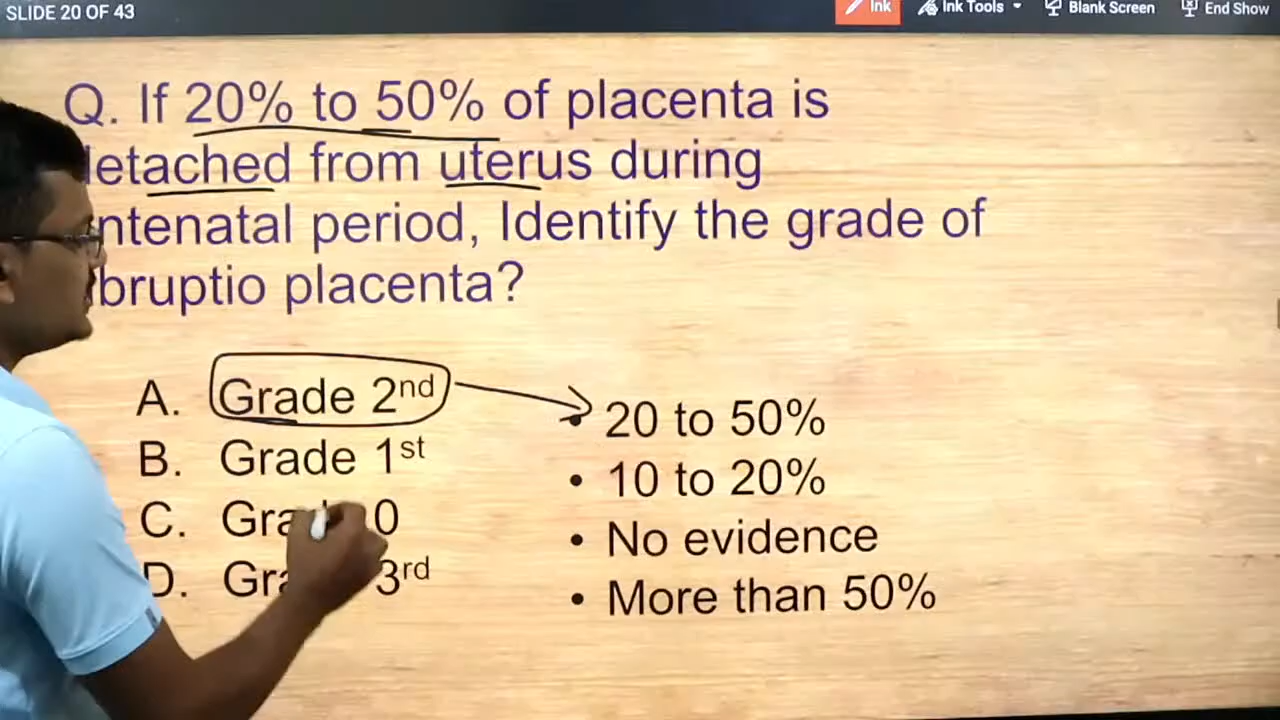 SLIDE 20 OF 43
Ink Ink Tools Blank Screen End Show
Q. If 20% to 50% of placenta is
etached from uterus during
ntenatal period, Identify the grade of
bruptio placenta?
A. Grade 2nd
B. Grade 1st
C. Gra 0
D. Gra 3rd
• 20 to 50%
• 10 to 20%
• No evidence
• More than 50%